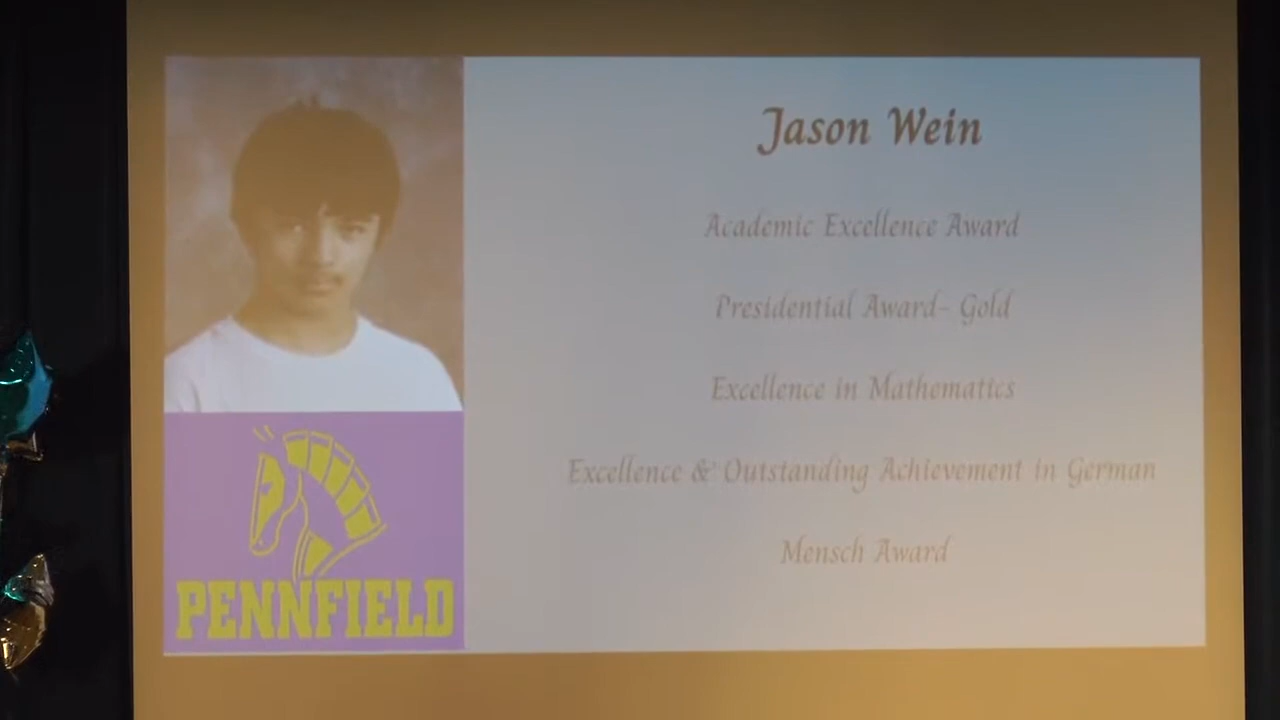 Jason Wein
Academic Excellence Award
Presidential Award- Gold
Excellence in Mathematics
Excellence & Outstanding Achievement in German
Mensch Award
PENNFIELD